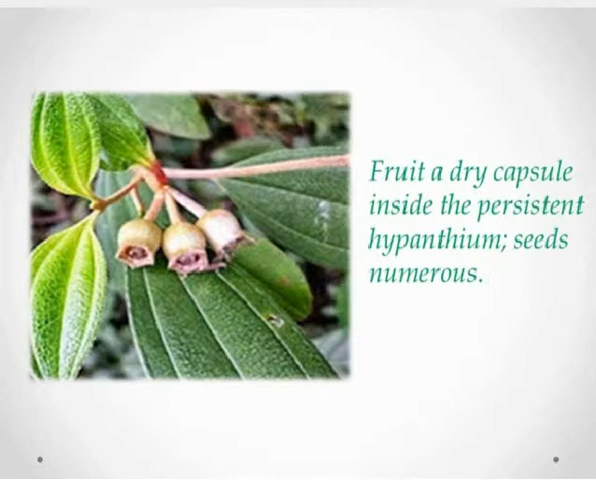 Fruit a dry capsule
inside the persistent
hypanthium; seeds
numerous.